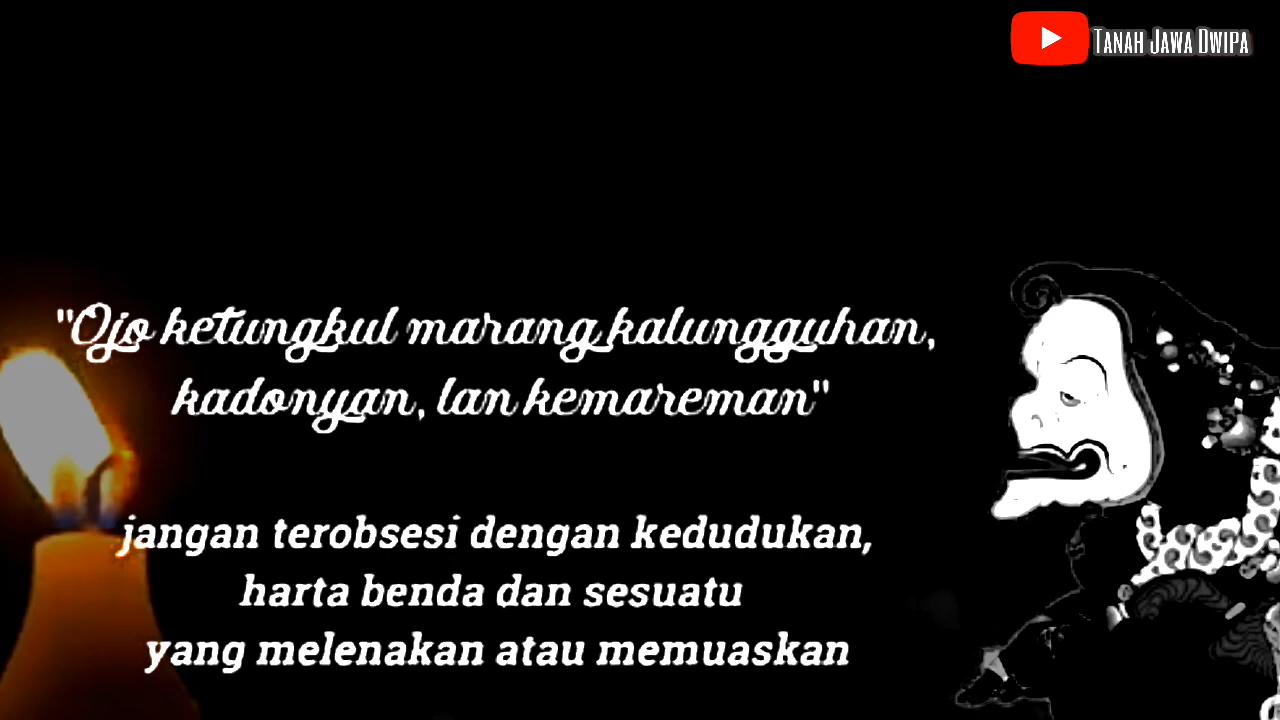 Tanah Jawa Dwipa
"Ojo ketungkul marang kalungguhan,
kadonyan, lan kemareman"
jangan terobsesi dengan kedudukan,
harta benda dan sesuatu
yang melenakan atau memuaskan